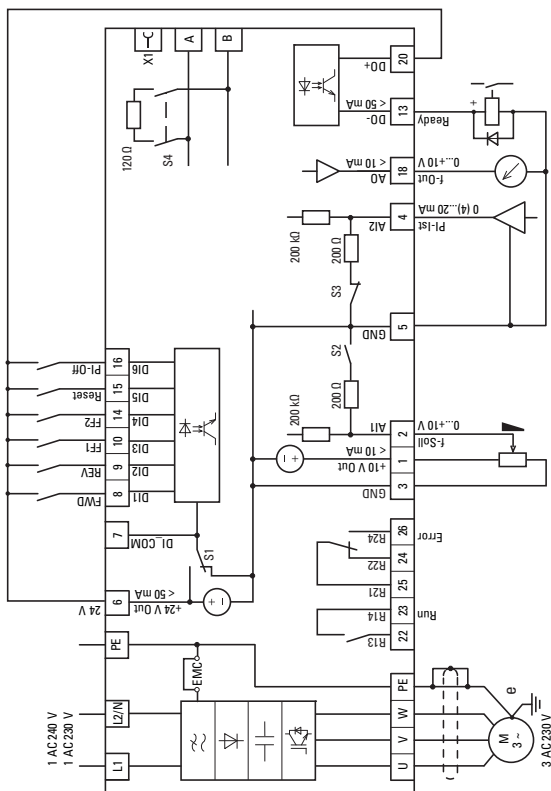 1 AC 240 V
1 AC 230 V
L1
L2/N
PE
EMC
24 V
6
+24 V Out
< 50 mA
S1
7
DI_COM
8
9
10
14
15
16
FWD
REV
FF1
FF2
Reset
PI-Off
DI1
DI2
DI3
DI4
DI5
DI6
120 Ω
S4
X1
A
B
U
V
W
PE
M
3 ~
e
3 AC 230 V
R13
R14
R21
R22
R24
22
23
25
24
26
Run
Error
3
1
2
GND
+10 V Out
< 10 mA
AI1
f-Soll
0...+10 V
200 kΩ
200 Ω
S2
5
GND
S3
200 Ω
200 kΩ
4
AI2
PI-Ist
0 (4)...20 mA
18
AO
< 10 mA
f-Out
0...+10 V
13
DO-
< 50 mA
Ready
20
DO+
+